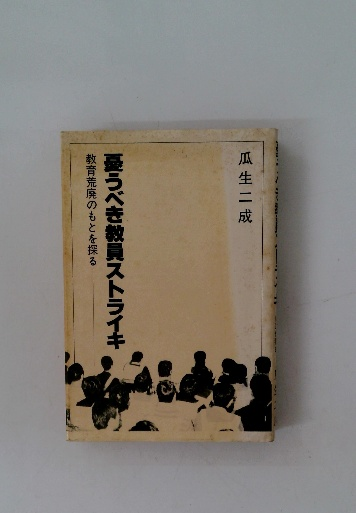 瓜生二成
憂うべき教員ストライキ
教育荒廃のもとを探る